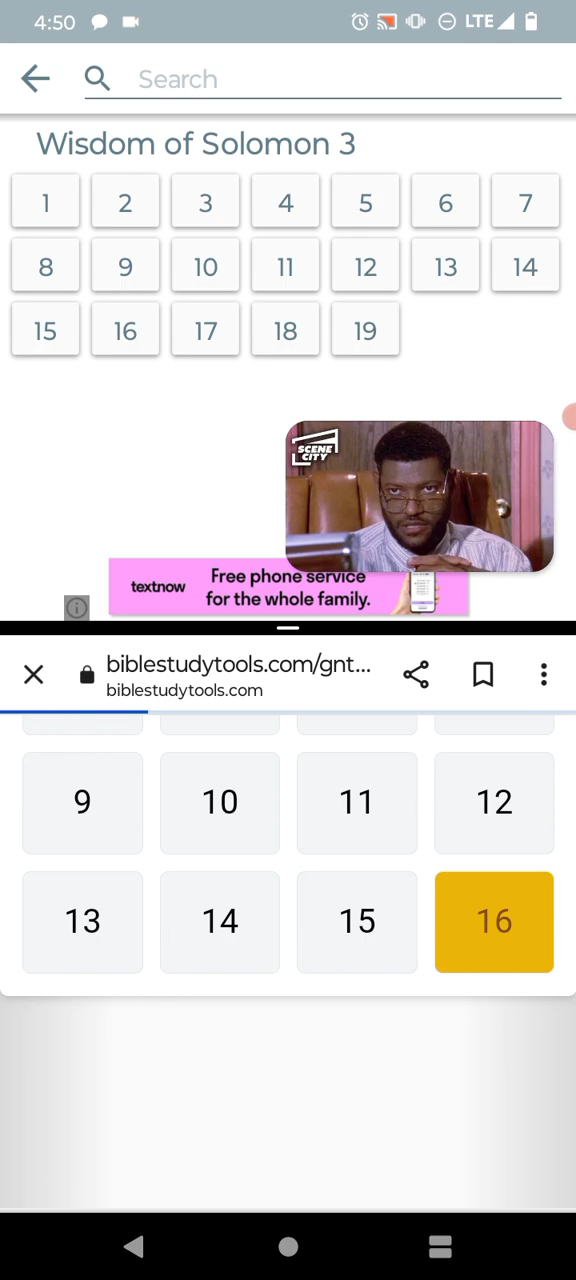 4:50 LTE
Search
Wisdom of Solomon 3
1 2 3 4 5 6 7
8 9 10 11 12 13 14
15 16 17 18 19
SCENE
CITY
textnow
Free phone service
for the whole family.
biblestudytools.com/gnt...
biblestudytools.com
9 10 11 12
13 14 15 16